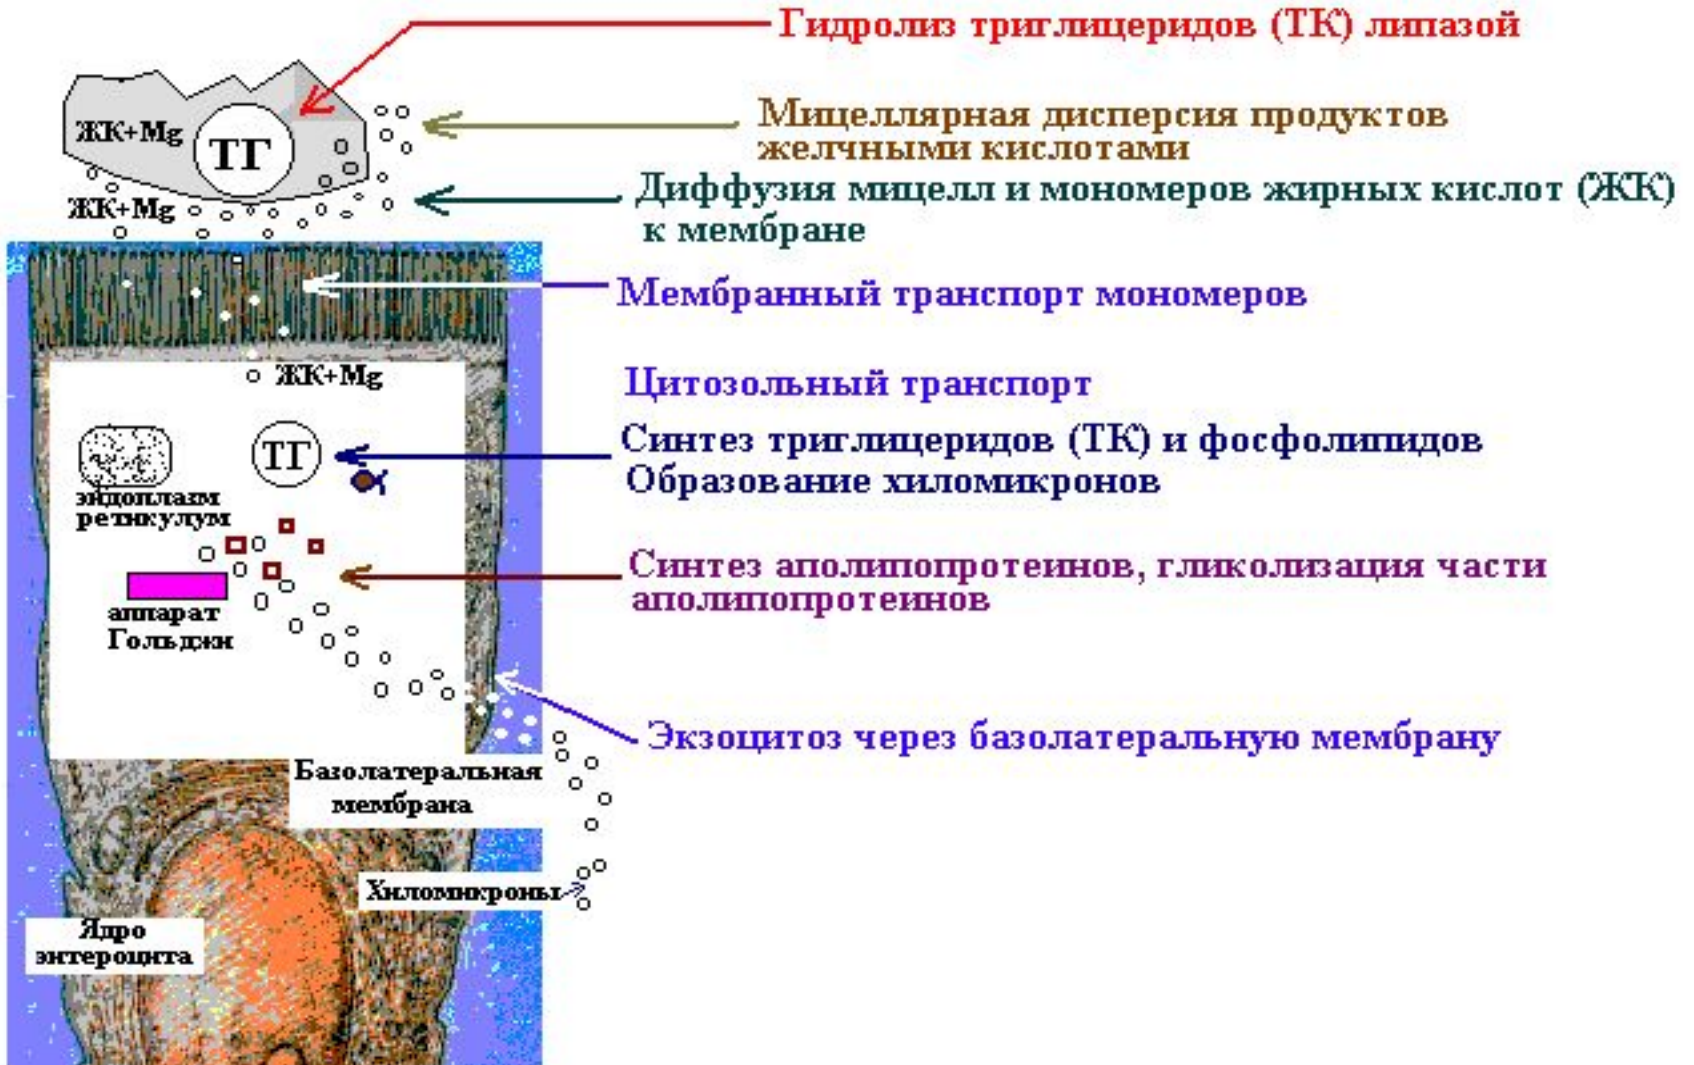 Гидролиз триглицеридов (ТК) липазой
Мицеллярная дисперсия продуктов
желчными кислотами
Диффузия мицелл и мономеров жирных кислот (ЖК)
к мембране
Мембранный транспорт мономеров
Цитозольный транспорт
Синтез триглицеридов (ТК) и фосфолипидов
Образование хиломикронов
Синтез аполипопротеинов, гликолизация части
аполипопротеинов
Экзоцитоз через базолатеральную мембрану
ЖК+Mg
ТГ
ЖК+Mg
ЖК+Mg
ТГ
эндоплазм
ретикулум
аппарат
Гольджи
Базолатеральная
мембрана
Хиломикроны
Ядро
энтероцита